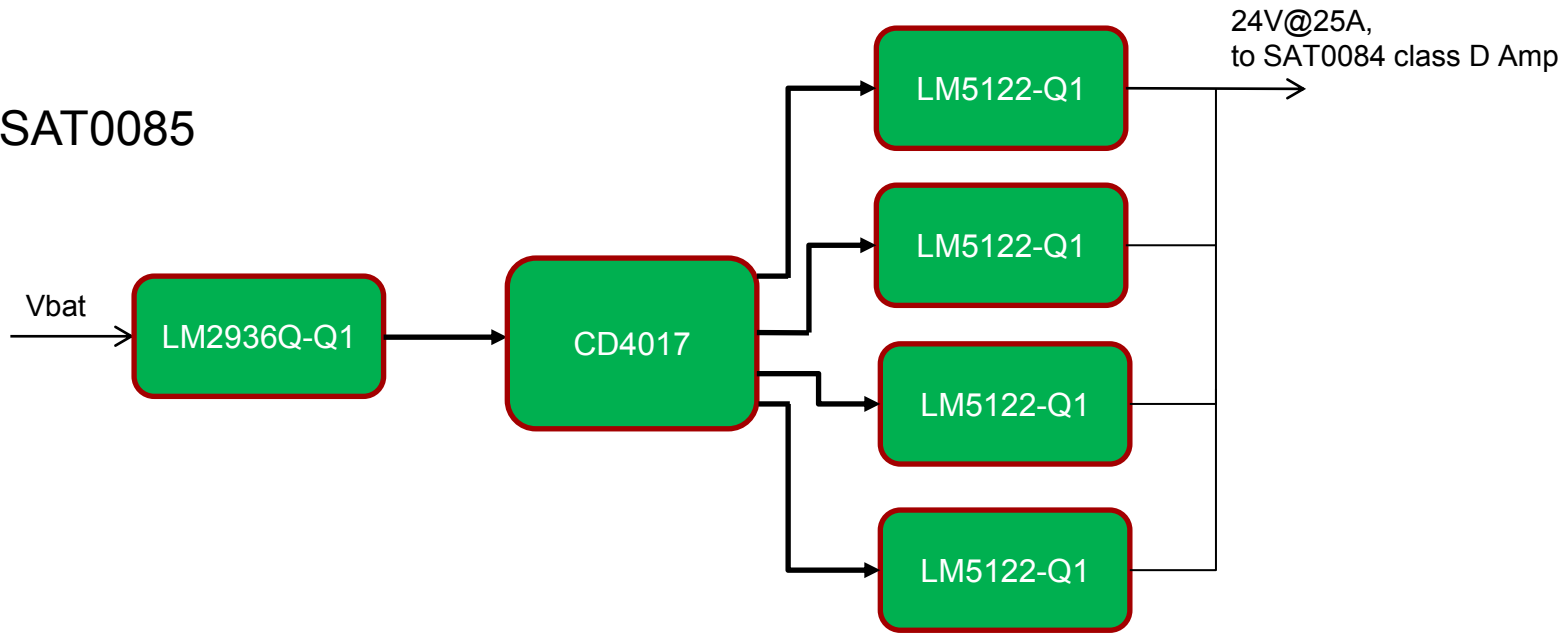 24V@25A,
to SAT0084 class D Amp
LM5122-Q1
SAT0085
LM5122-Q1
Vbat
LM2936Q-Q1
CD4017
LM5122-Q1
LM5122-Q1